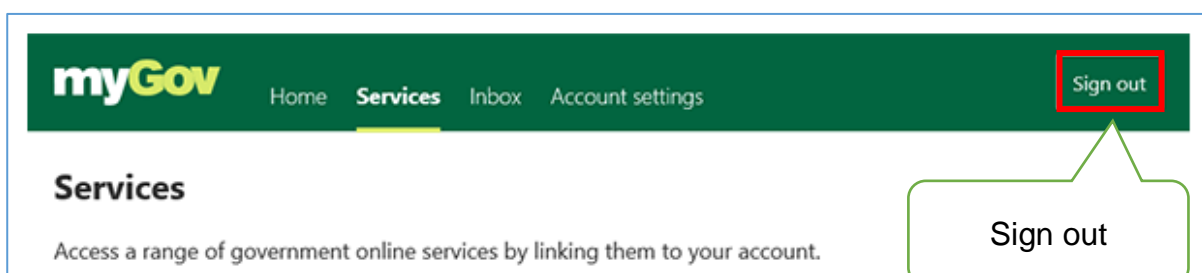 myGov Home Services Inbox Account settings Sign out
Services
Access a range of government online services by linking them to your account.
Sign out